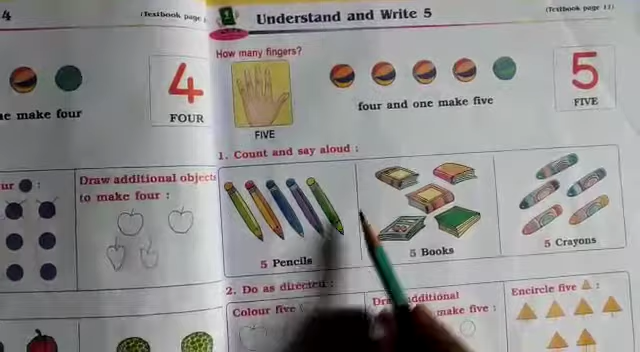 4
(Textbook page
4
FOUR
make four
Draw additional objects
to make four :
Understand and Write 5
(Textbook page 11)
How many fingers?
FIVE
four and one make five
5
FIVE
1. Count and say aloud :
5 Pencils
5 Books
5 Crayons
2. Do as directed :
Colour five
additional
make five :
Encircle five